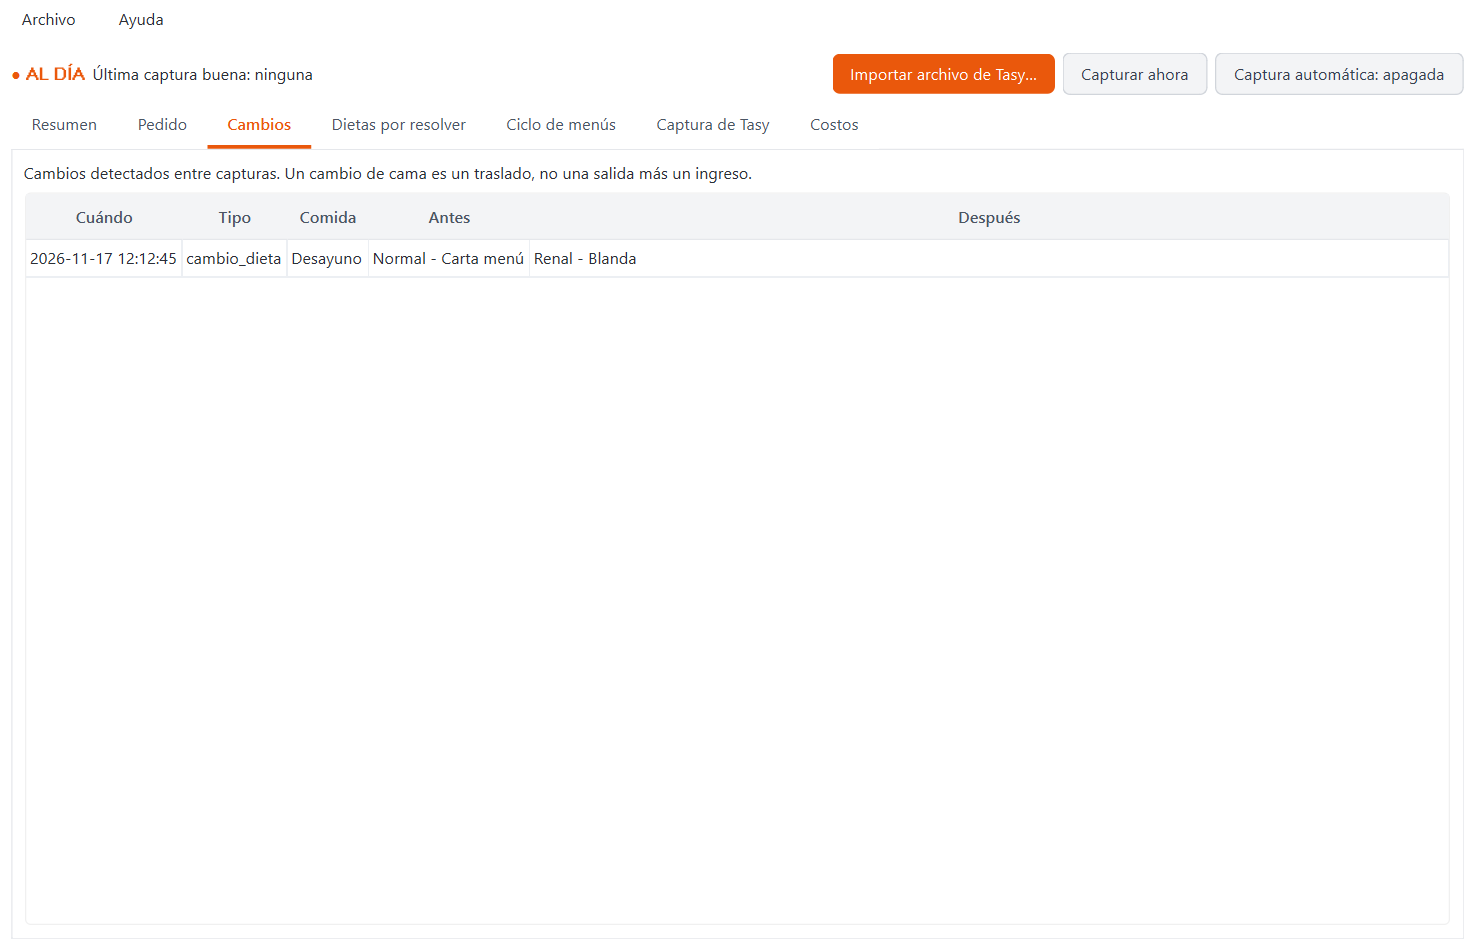 Archivo Ayuda
● AL DÍA Última captura buena: ninguna Importar archivo de Tasy... Capturar ahora Captura automática: apagada
Resumen Pedido Cambios Dietas por resolver Ciclo de menús Captura de Tasy Costos
Cambios detectados entre capturas. Un cambio de cama es un traslado, no una salida más un ingreso.
Cuándo Tipo Comida Antes Después
2026-11-17 12:12:45 cambio_dieta Desayuno Normal - Carta menú Renal - Blanda